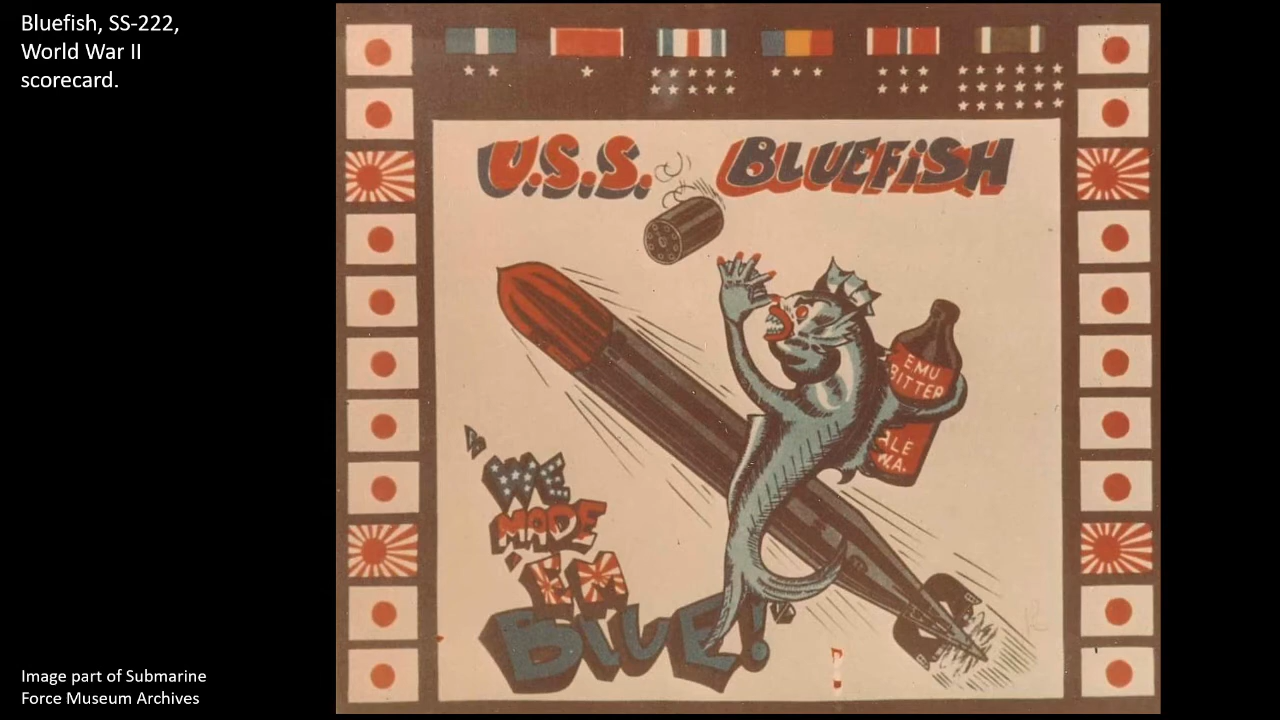 Bluefish, SS-222,
World War II
scorecard.
U.S.S. BLUEFiSH
EMU
BITTER
ALE
W.A.
"WE
MADE
'EM
BLUE!"
Image part of Submarine
Force Museum Archives